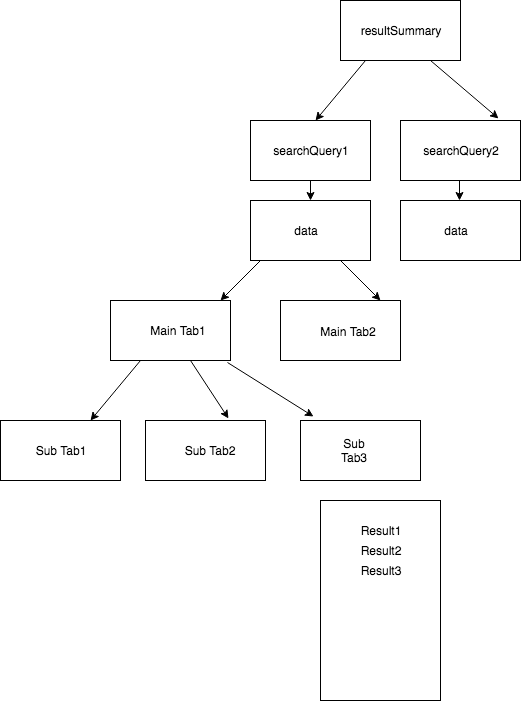 resultSummary
searchQuery1
searchQuery2
data
data
Main Tab1
Main Tab2
Sub Tab1
Sub Tab2
Sub
Tab3
Result1
Result2
Result3